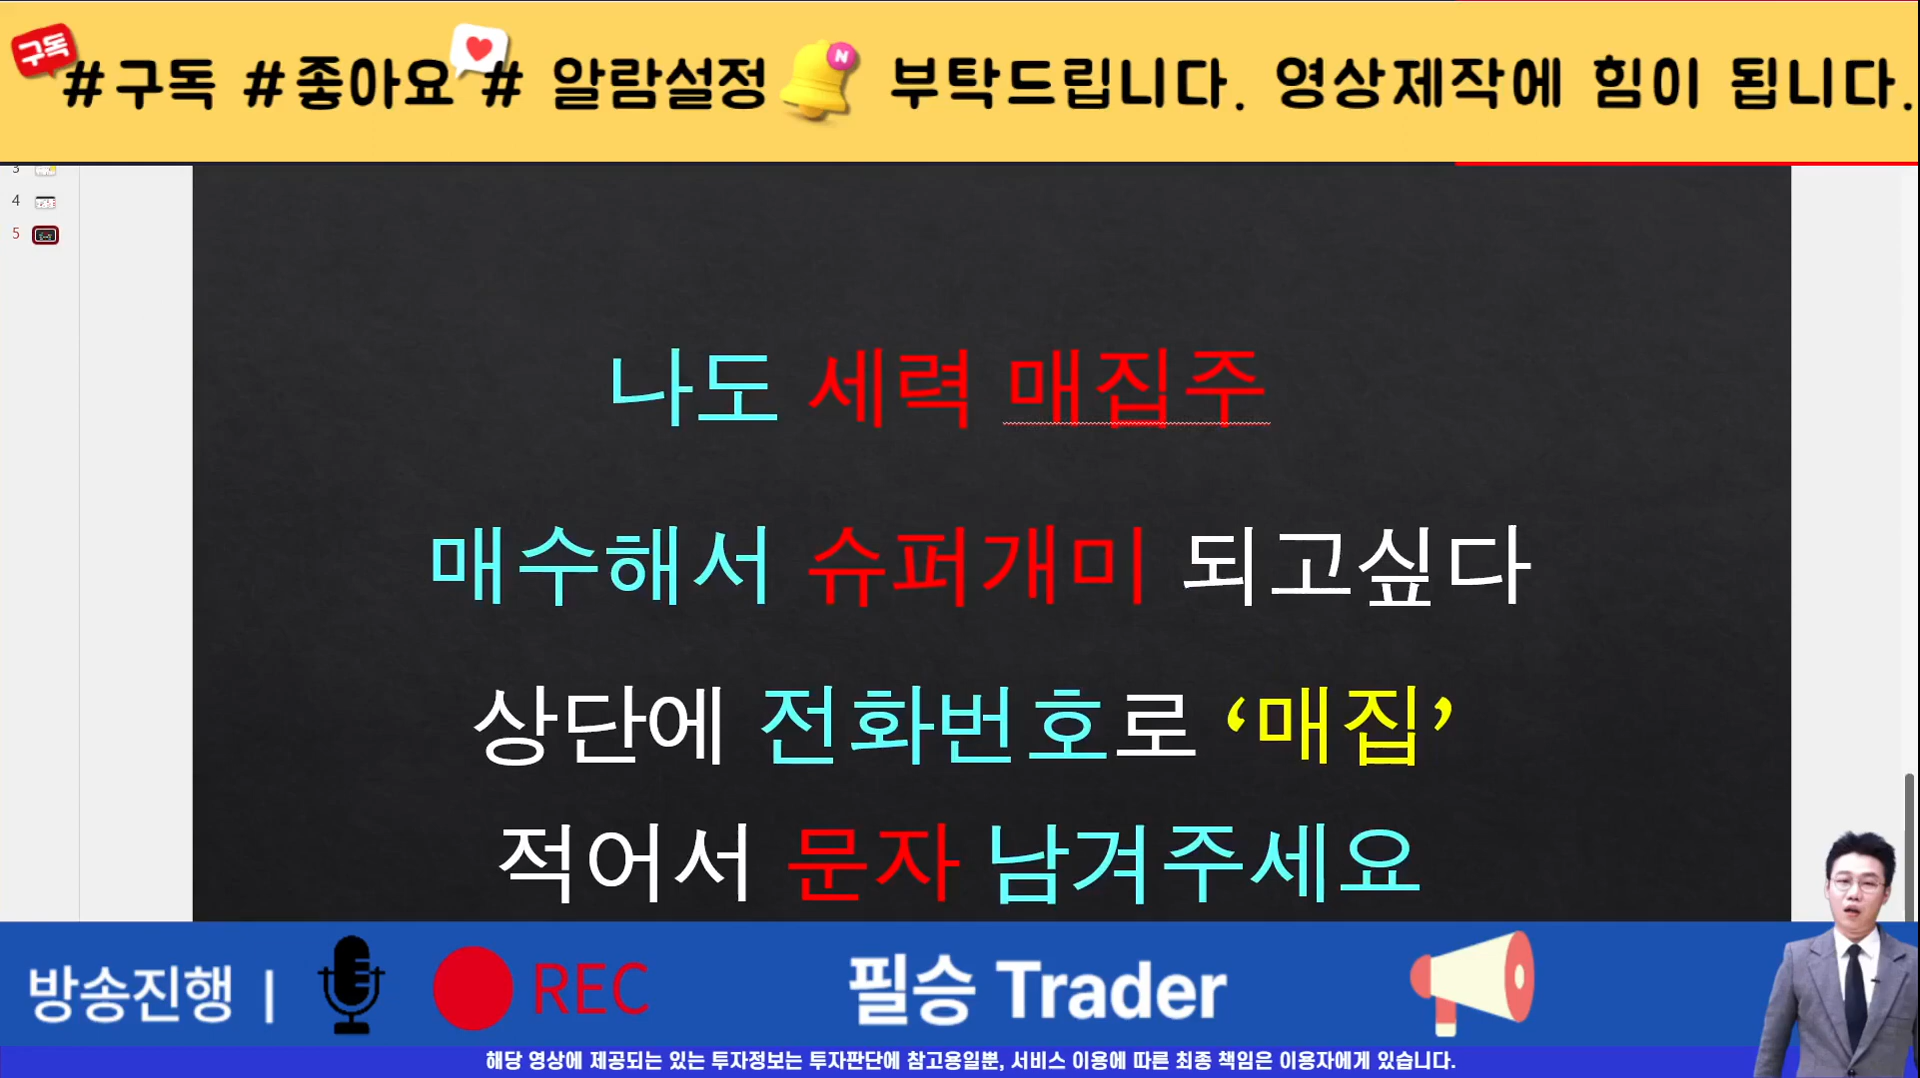 구독
#구독 #좋아요 # 알람설정 N 부탁드립니다. 영상제작에 힘이 됩니다.
3
4
5
나도 세력 매집주
매수해서 슈퍼개미 되고싶다
상단에 전화번호로 ‘매집’
적어서 문자 남겨주세요
방송진행 | REC 필승 Trader
해당 영상에 제공되는 있는 투자정보는 투자판단에 참고용일뿐, 서비스 이용에 따른 최종 책임은 이용자에게 있습니다.